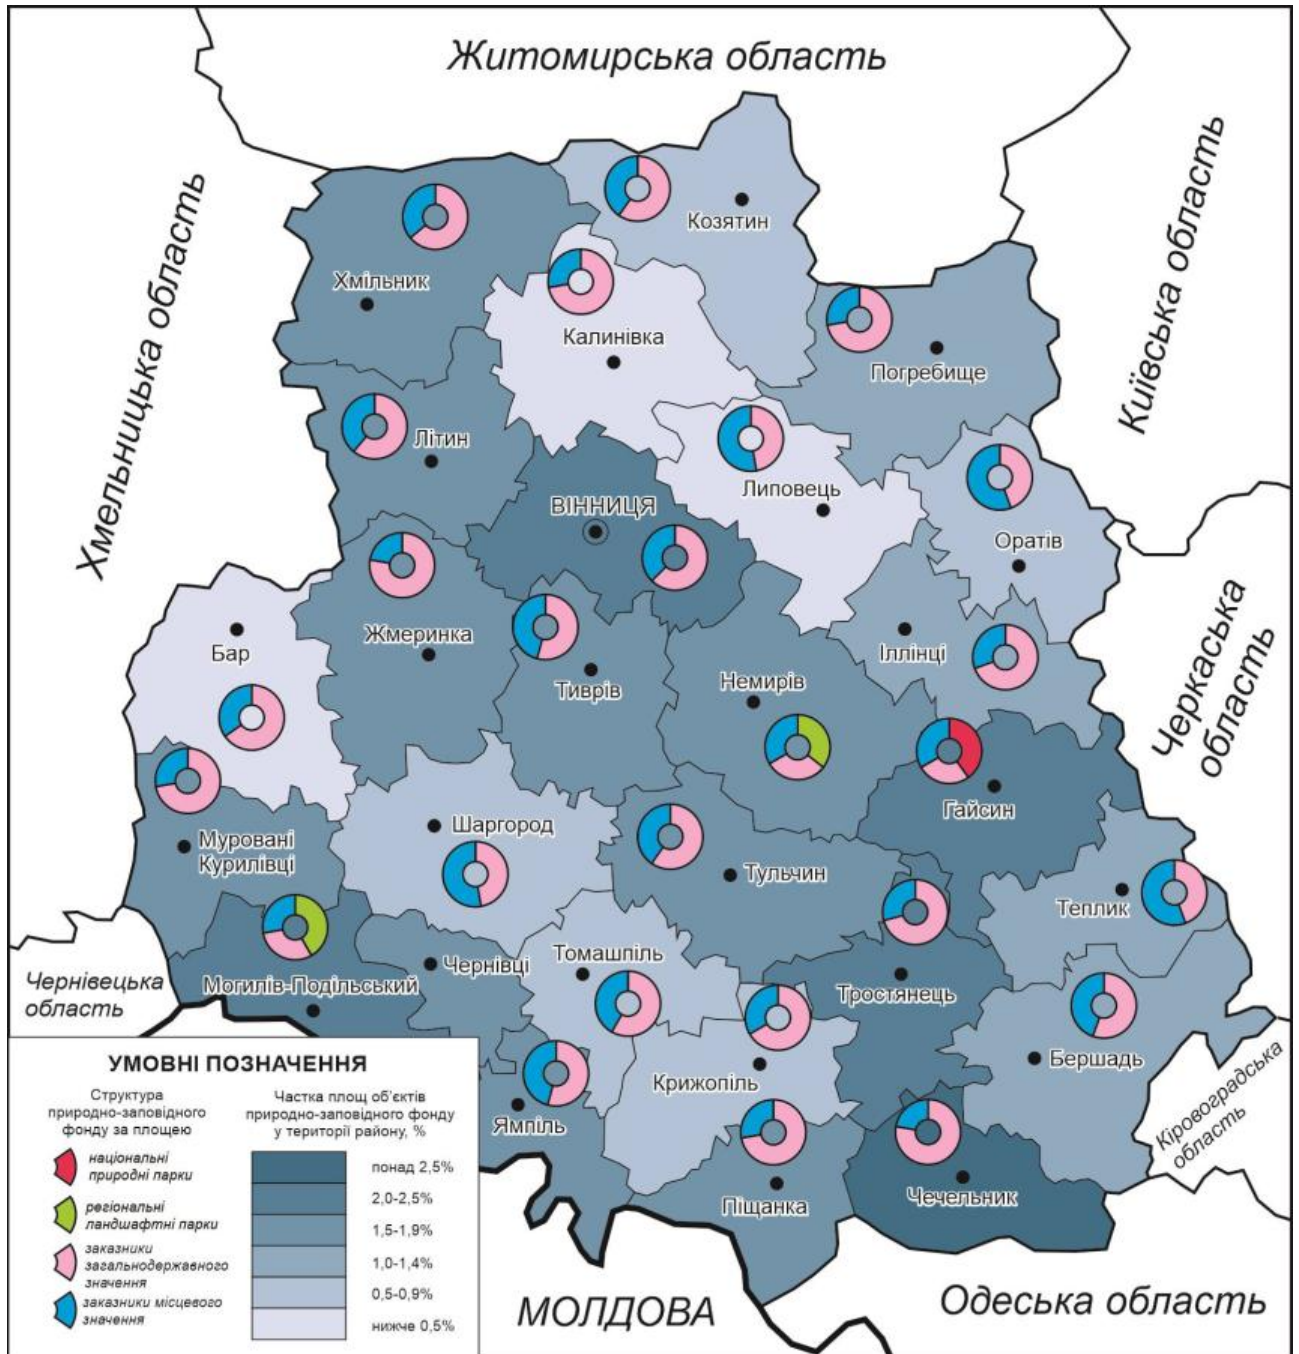 Житомирська область
Київська область
Хмельницька область
Козятин
Хмільник
Калинівка
Погребище
Літин
Липовець
ВІННИЦЯ
Оратів
Черкаська
область
Жмеринка
Іллінці
Бар
Тиврів
Немирів
Гайсин
Шаргород
Муровані
Курилівці
Тульчин
Теплик
Томашпіль
Чернівці
Чернівецька
область
Могилів-Подільський
Тростянець
Бершадь
Крижопіль
Кіровоградська
область
Ямпіль
Чечельник
Піщанка
МОЛДОВА
Одеська область
УМОВНІ ПОЗНАЧЕННЯ
Структура
природно-заповідного
фонду за площею
національні
природні парки
регіональні
ландшафтні парки
заказники
загальнодержавного
значення
заказники місцевого
значення
Частка площ об'єктів
природно-заповідного фонду
у території району, %
понад 2,5%
2,0-2,5%
1,5-1,9%
1,0-1,4%
0,5-0,9%
нижче 0,5%